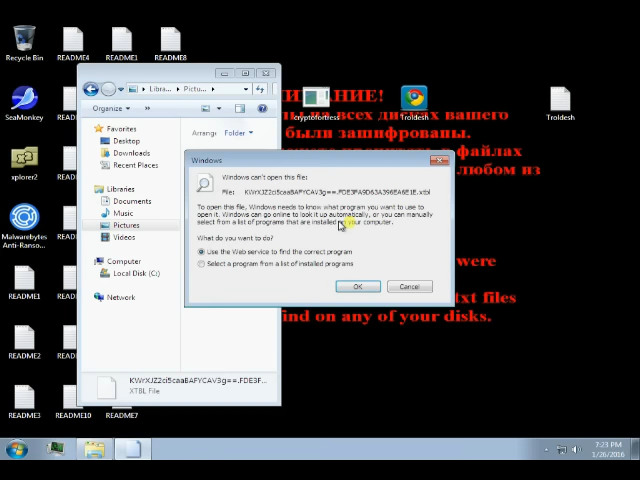 Recycle Bin
README4
README1
README8
SeaMonkey
xplorer2
Malwarebytes
Anti-Ranso...
README1
README2
README3
README10
README7
Libra...
Pictu...
Organize
»
Arrang
Folder
Favorites
Desktop
Downloads
Recent Places
Libraries
Documents
Music
Pictures
Videos
Computer
Local Disk (C:)
Network
KWrXJZ2ci5caaBAFYCAV3g==.FDE3F...
XTBL File
cryptofortress
Troldesh
Troldesh
АНИЕ!
дисках вашего
были зашифрованы.
файлах
любом из
were
txt files
find on any of your disks.
Windows
Windows can't open this file:
File: KWrXJZ2ci5caaBAFYCAV3g==.FDE3FA9D63A396EA6E1E.xtbl
To open this file, Windows needs to know what program you want to use to
open it. Windows can go online to look it up automatically, or you can manually
select from a list of programs that are installed on your computer.
What do you want to do?
Use the Web service to find the correct program
Select a program from a list of installed programs
OK
Cancel
7:23 PM
1/26/2016